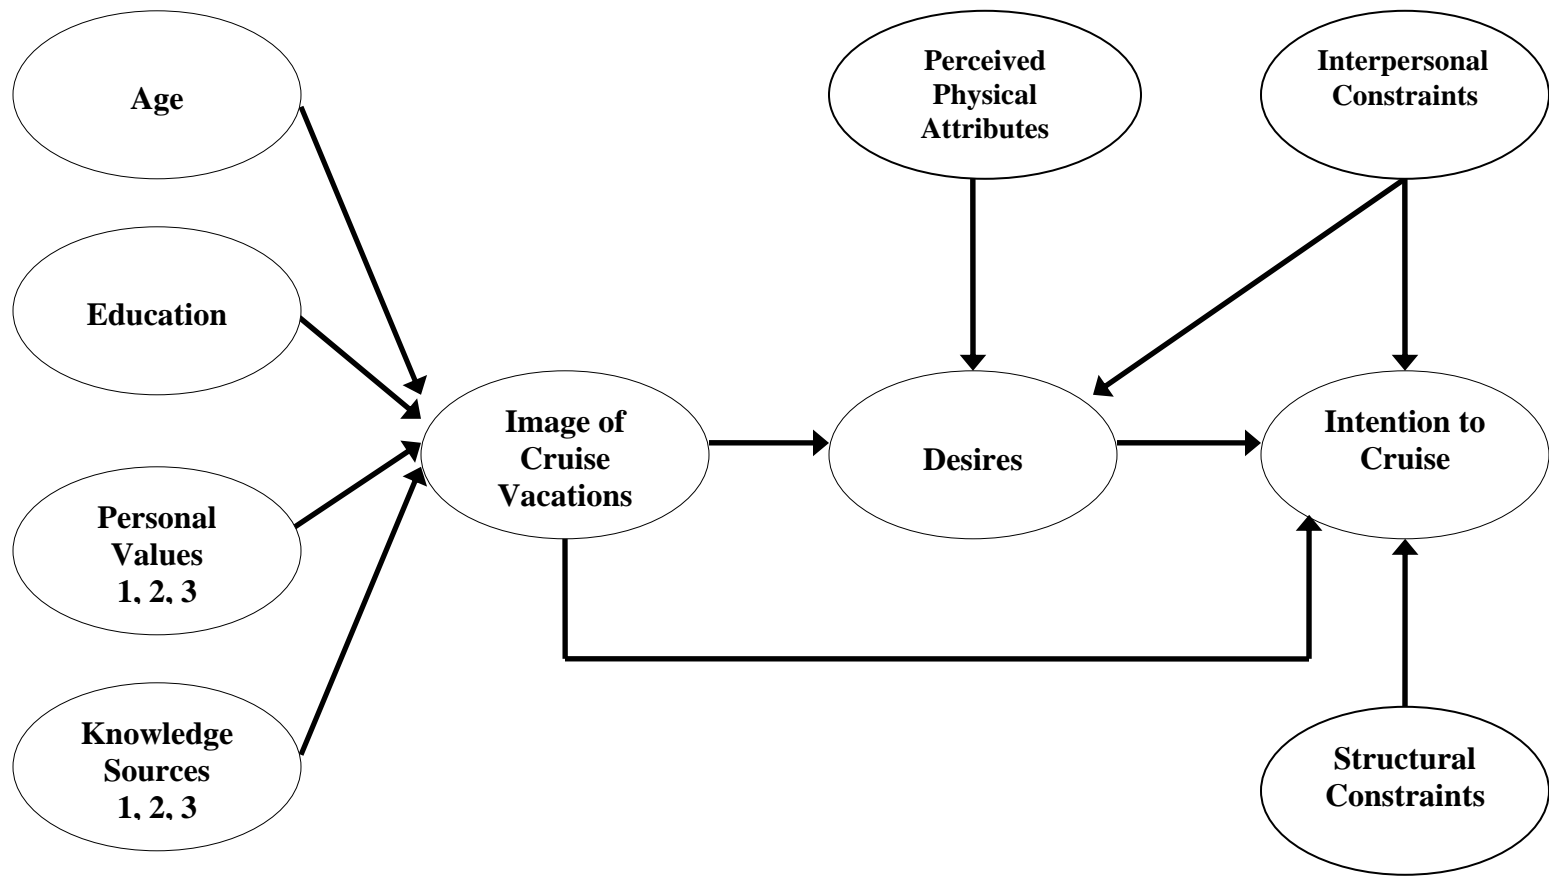 Age
Education
Personal
Values
1, 2, 3
Knowledge
Sources
1, 2, 3
Image of
Cruise
Vacations
Perceived
Physical
Attributes
Desires
Interpersonal
Constraints
Intention to
Cruise
Structural
Constraints